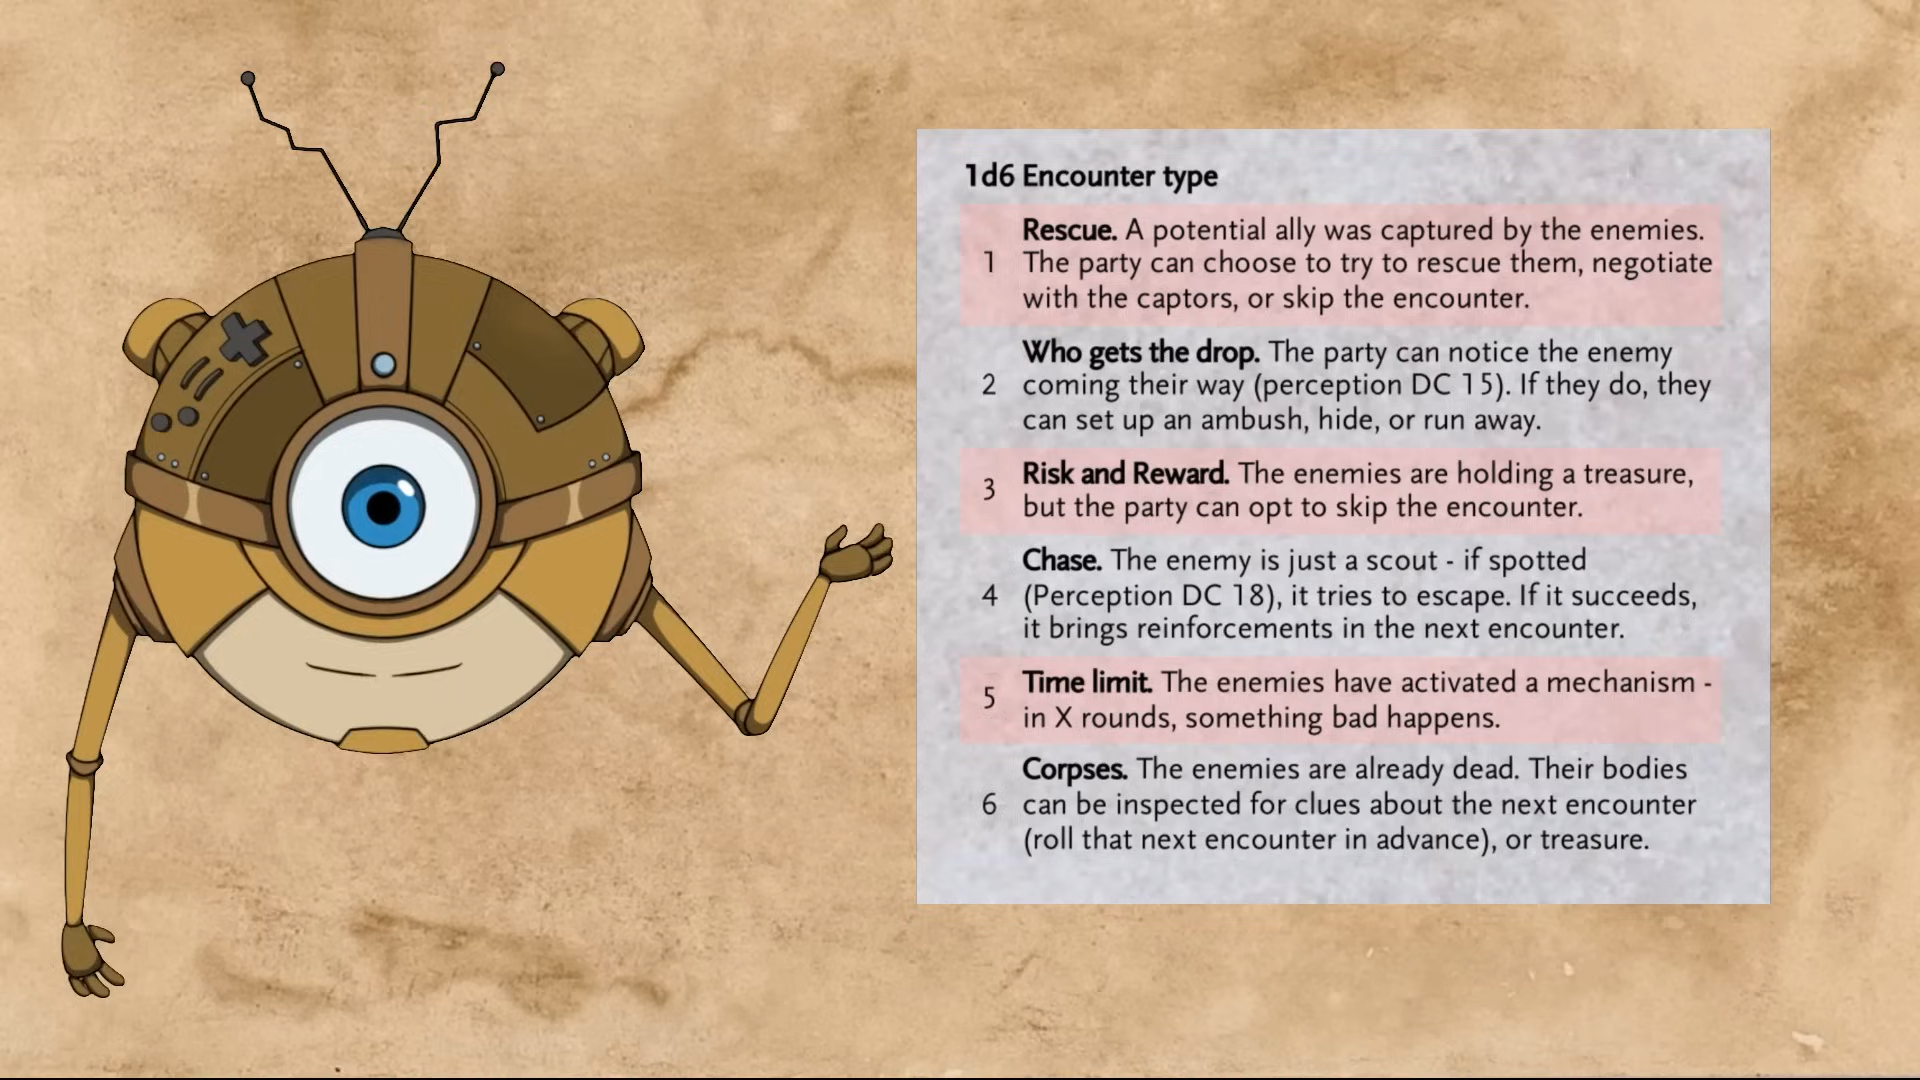 1d6 Encounter type
Rescue. A potential ally was captured by the enemies.
1 The party can choose to try to rescue them, negotiate
with the captors, or skip the encounter.
Who gets the drop. The party can notice the enemy
2 coming their way (perception DC 15). If they do, they
can set up an ambush, hide, or run away.
3 Risk and Reward. The enemies are holding a treasure,
but the party can opt to skip the encounter.
Chase. The enemy is just a scout - if spotted
4 (Perception DC 18), it tries to escape. If it succeeds,
it brings reinforcements in the next encounter.
5 Time limit. The enemies have activated a mechanism -
in X rounds, something bad happens.
Corpses. The enemies are already dead. Their bodies
6 can be inspected for clues about the next encounter
(roll that next encounter in advance), or treasure.